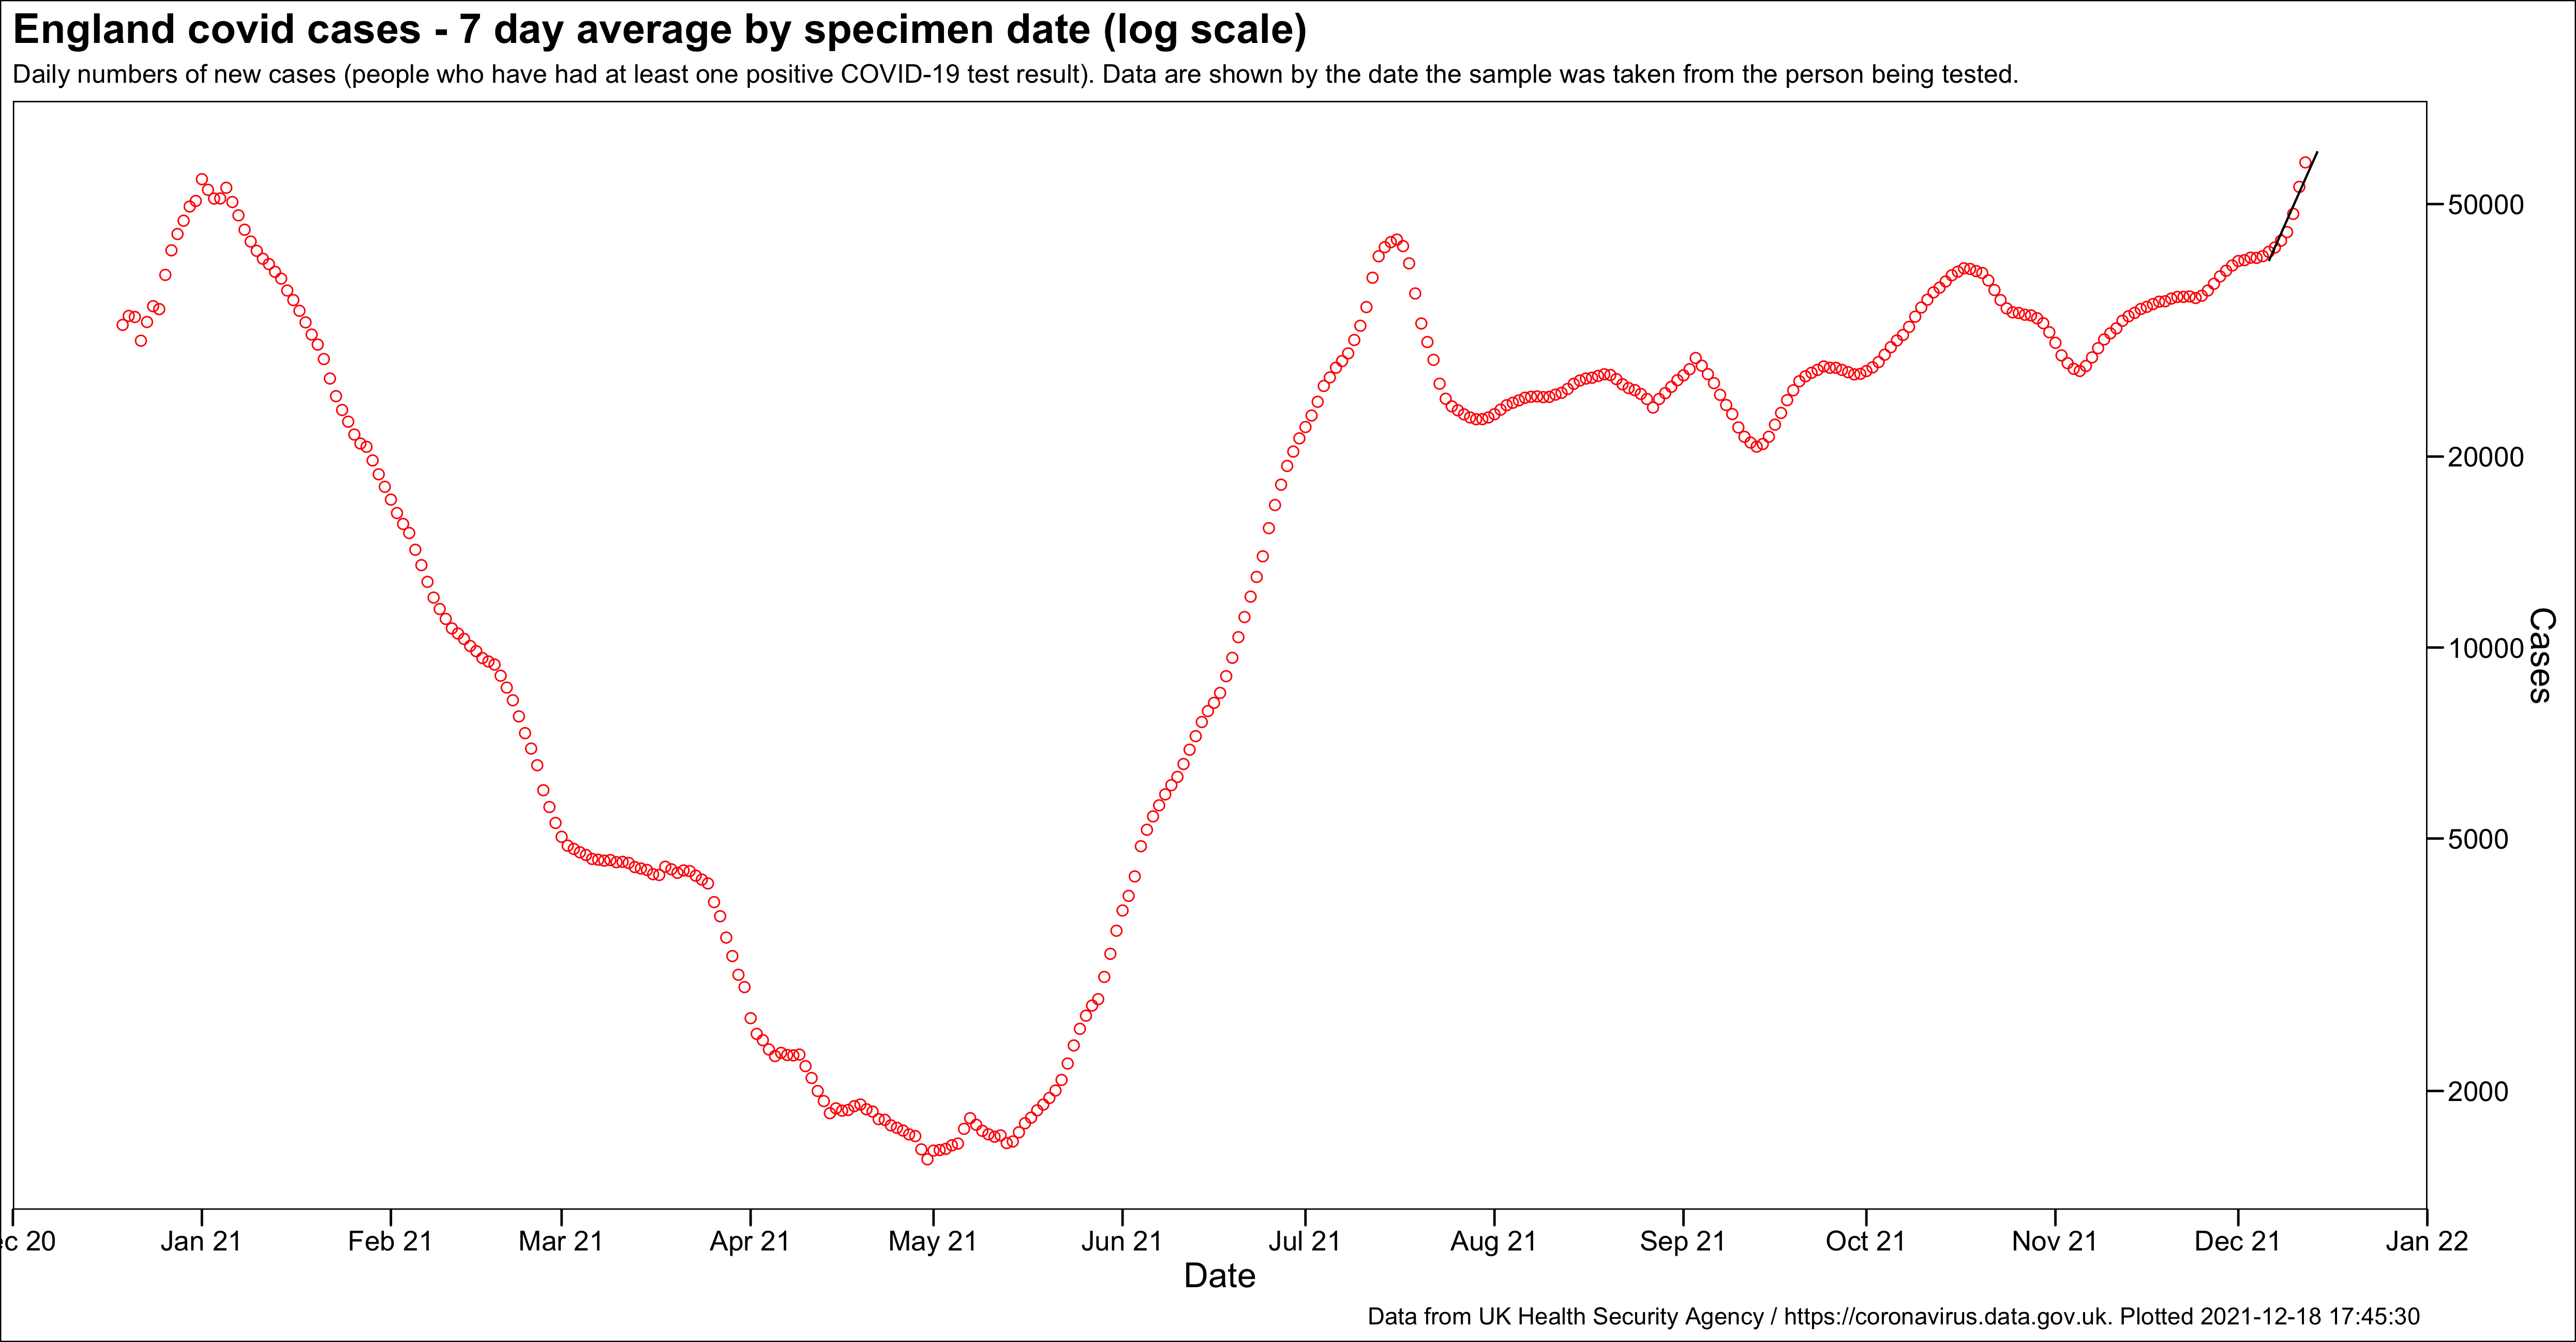 England covid cases - 7 day average by specimen date (log scale)
Daily numbers of new cases (people who have had at least one positive COVID-19 test result). Data are shown by the date the sample was taken from the person being tested.
50000
20000
10000
5000
2000
Cases
ec 20 Jan 21 Feb 21 Mar 21 Apr 21 May 21 Jun 21 Jul 21 Aug 21 Sep 21 Oct 21 Nov 21 Dec 21 Jan 22
Date
Data from UK Health Security Agency / https://coronavirus.data.gov.uk. Plotted 2021-12-18 17:45:30